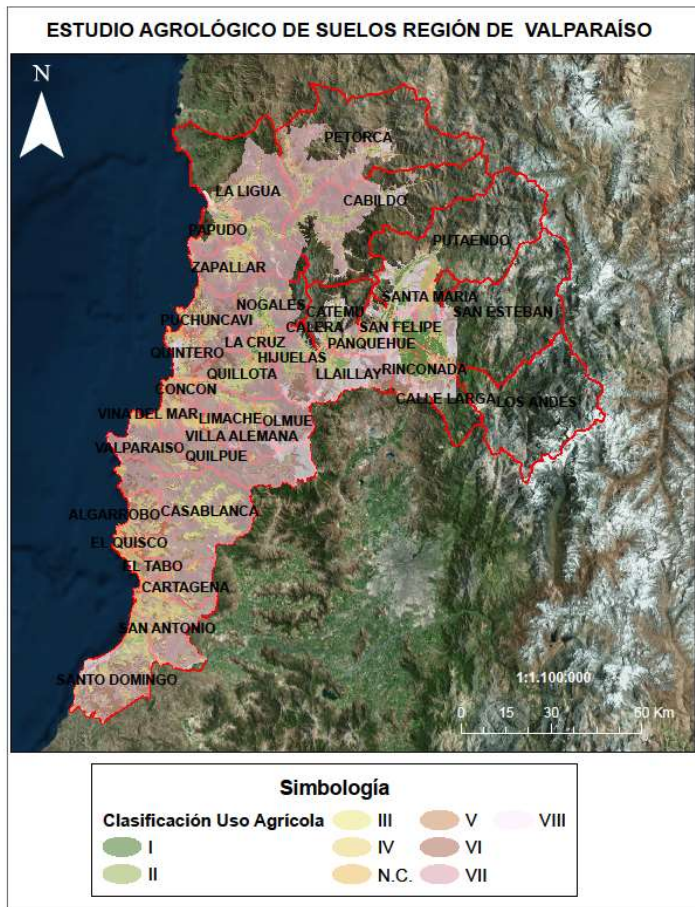 ESTUDIO AGROLÓGICO DE SUELOS REGIÓN DE VALPARAÍSO
N
PETORCA
LA LIGUA
CABILDO
PAPUDO
PUTAENDO
ZAPALLAR
SANTA MARIA
NOGALES
CATEMU
SAN ESTEBAN
PUCHUNCAVI
CALERA
SAN FELIPE
LA CRUZ
PANQUEHUE
QUINTERO
HIJUELAS
QUILLOTA
LLAILLAY
RINCONADA
CONCON
CALLE LARGA
LOS ANDES
VINA DEL MAR
LIMACHE
OLMUE
VILLA ALEMANA
VALPARAISO
QUILPUE
ALGARROBO
CASABLANCA
EL QUISCO
EL TABO
CARTAGENA
SAN ANTONIO
SANTO DOMINGO
1:1.100.000
0 15 30 60 Km
Simbología
Clasificación Uso Agrícola
I
II
III
IV
N.C.
V
VI
VII
VIII